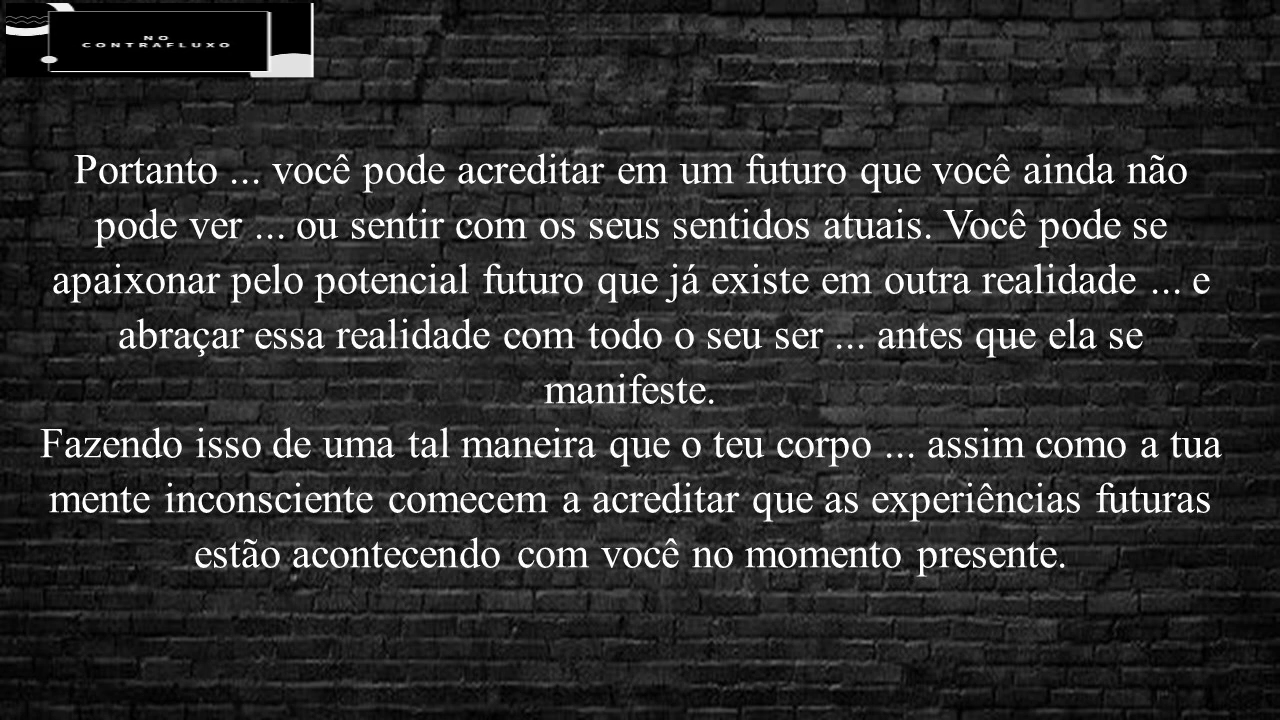 NO
CONTRAFLUXO
Portanto ... você pode acreditar em um futuro que você ainda não
pode ver ... ou sentir com os seus sentidos atuais. Você pode se
apaixonar pelo potencial futuro que já existe em outra realidade ... e
abraçar essa realidade com todo o seu ser ... antes que ela se
manifeste.
Fazendo isso de uma tal maneira que o teu corpo ... assim como a tua
mente inconsciente comecem a acreditar que as experiências futuras
estão acontecendo com você no momento presente.